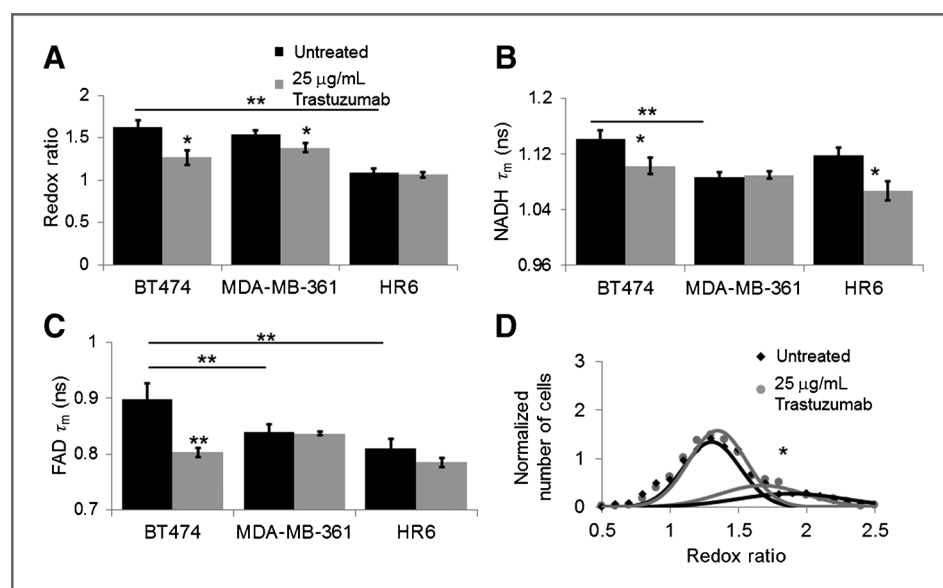 A
Untreated
25 μg/mL
Trastuzumab
Redox ratio
2
1.5
1
0.5
0
**
*
*
BT474
MDA-MB-361
HR6
B
NADH τm (ns)
1.2
1.12
1.04
0.96
**
*
*
BT474
MDA-MB-361
HR6
C
FAD τm (ns)
1
0.9
0.8
0.7
**
**
**
BT474
MDA-MB-361
HR6
D
Untreated
25 μg/mL
Trastuzumab
Normalized
number of cells
3
2
1
0
*
0.5
1
1.5
2
2.5
Redox ratio